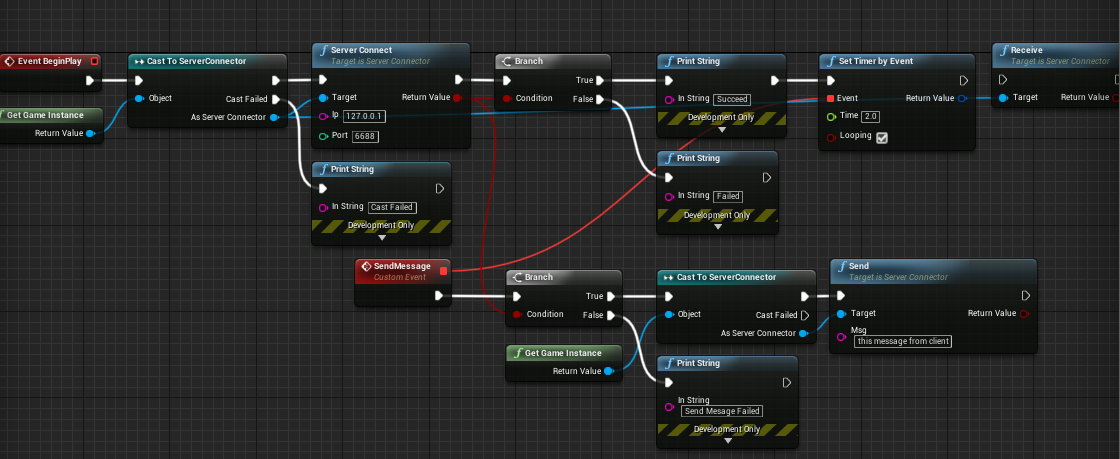 Event BeginPlay
Get Game Instance
Return Value
Cast To ServerConnector
Object
Cast Failed
As Server Connector
Server Connect
Target is Server Connector
Target
Return Value
Ip 127.0.0.1
Port 6688
Print String
In String Cast Failed
Development Only
Branch
True
Condition
False
Print String
In String Succeed
Development Only
Print String
In String Failed
Development Only
Set Timer by Event
Event
Return Value
Time 2.0
Looping
Receive
Target is Server Connector
Target
Retur
SendMessage
Custom Event
Branch
True
Condition
False
Get Game Instance
Return Value
Cast To ServerConnector
Object
Cast Failed
As Server Connector
Print String
In String
Send Mesage Failed
Development Only
Send
Target is Server Connector
Target
Return Value
Msg
this message from client